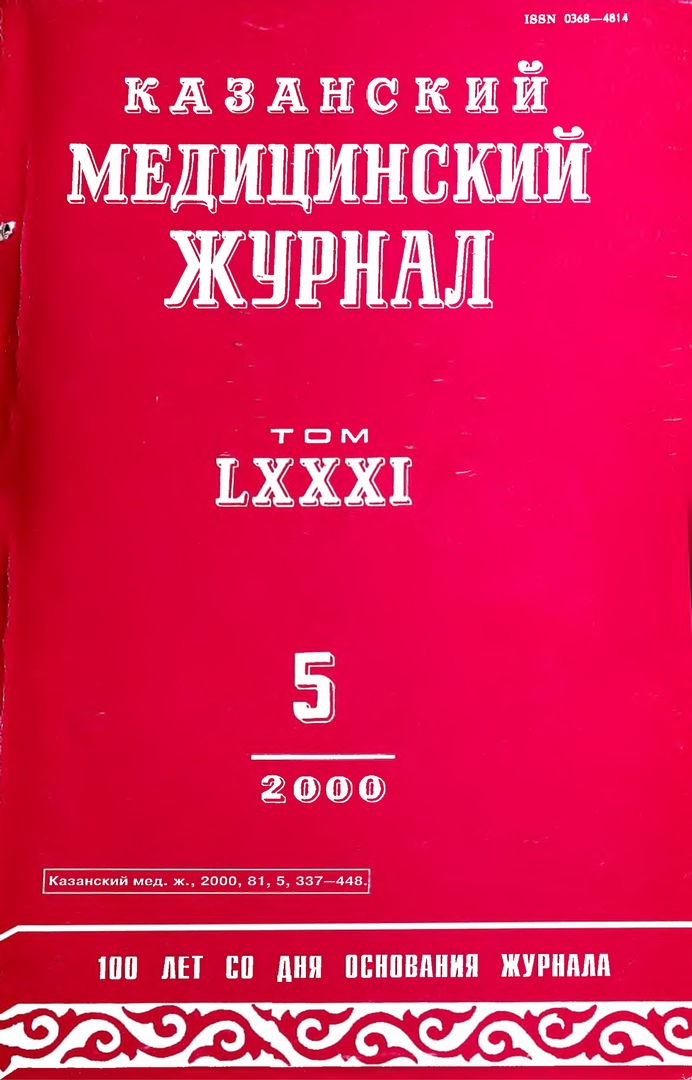 ISSN 0368—4814
КАЗАНСКИЙ
МЕДИЦИНСКИЙ
ЖУРНАЛ
ТОМ
LXXXI
5
2000
Казанский мед. ж., 2000, 81, 5, 337—448.
100 ЛЕТ СО ДНЯ ОСНОВАНИЯ ЖУРНАЛА